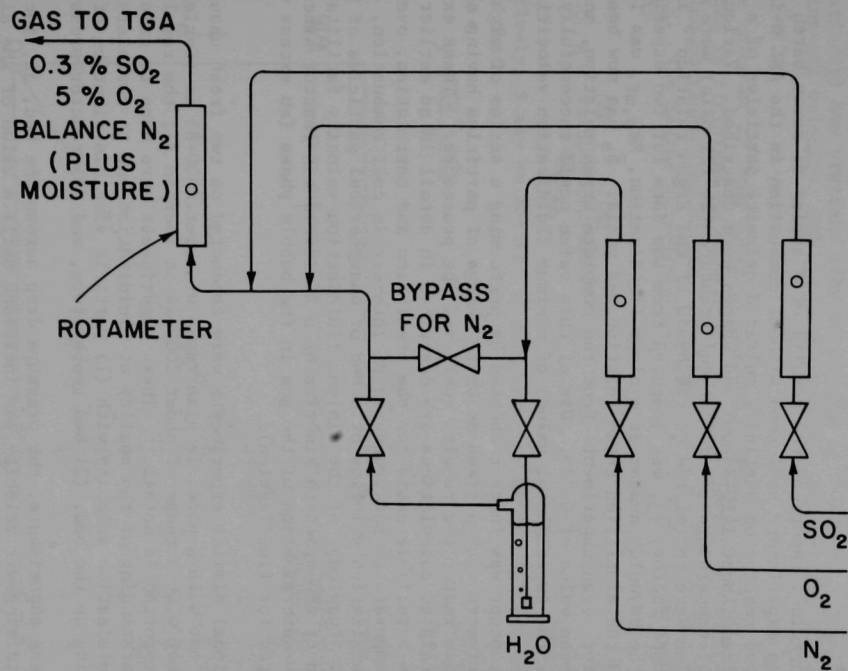 GAS TO TGA
0.3 % SO₂
5 % O₂
BALANCE N₂
(PLUS
MOISTURE)
ROTAMETER
BYPASS
FOR N₂
H₂O
SO₂
O₂
N₂